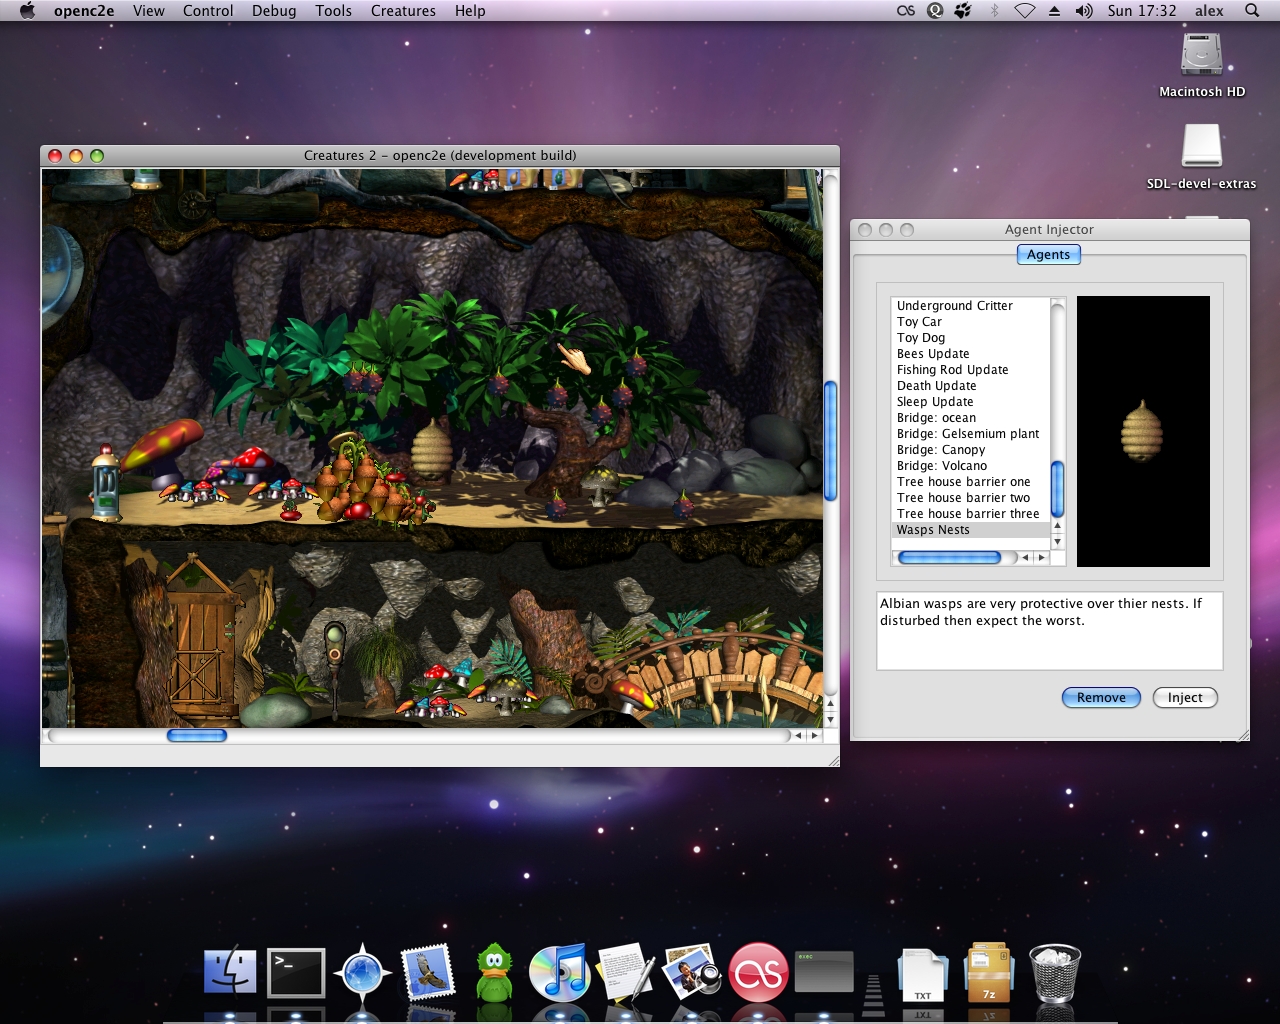 openc2e View Control Debug Tools Creatures Help Sun 17:32 alex
Macintosh HD
SDL-devel-extras
Creatures 2 - openc2e (development build)
Agent Injector
Agents
Underground Critter
Toy Car
Toy Dog
Bees Update
Fishing Rod Update
Death Update
Sleep Update
Bridge: ocean
Bridge: Gelsemium plant
Bridge: Canopy
Bridge: Volcano
Tree house barrier one
Tree house barrier two
Tree house barrier three
Wasps Nests
Albian wasps are very protective over thier nests. If
disturbed then expect the worst.
Remove Inject
exec
TXT
7z